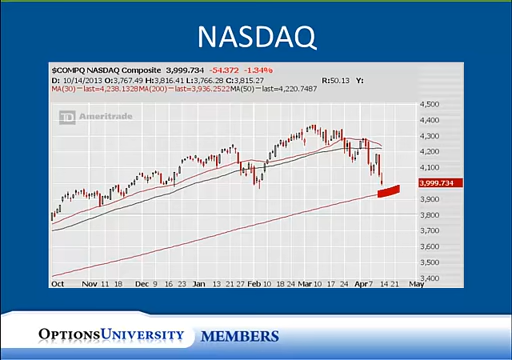 NASDAQ
$COMPQ NASDAQ Composite 3,999.734 -54.372 -1.34%
D: 10/14/2013 O: 3,767.49 H: 3,816.41 L: 3,766.28 C: 3,815.27 R:50.13 Y:
MA(30) —last=4,238.1328 MA(200) —last=3,936.2522 MA(50) —last=4,220.7487
Ameritrade
4,500
4,400
4,300
4,200
4,100
3,999.734
3,900
3,800
3,700
3,600
3,500
3,400
Oct Nov 11 18 Dec 9 16 23 Jan 13 21 27 Feb 10 18 24 Mar 10 17 24 Apr 7 14 21 May
OPTIONSUNIVERSITY MEMBERS